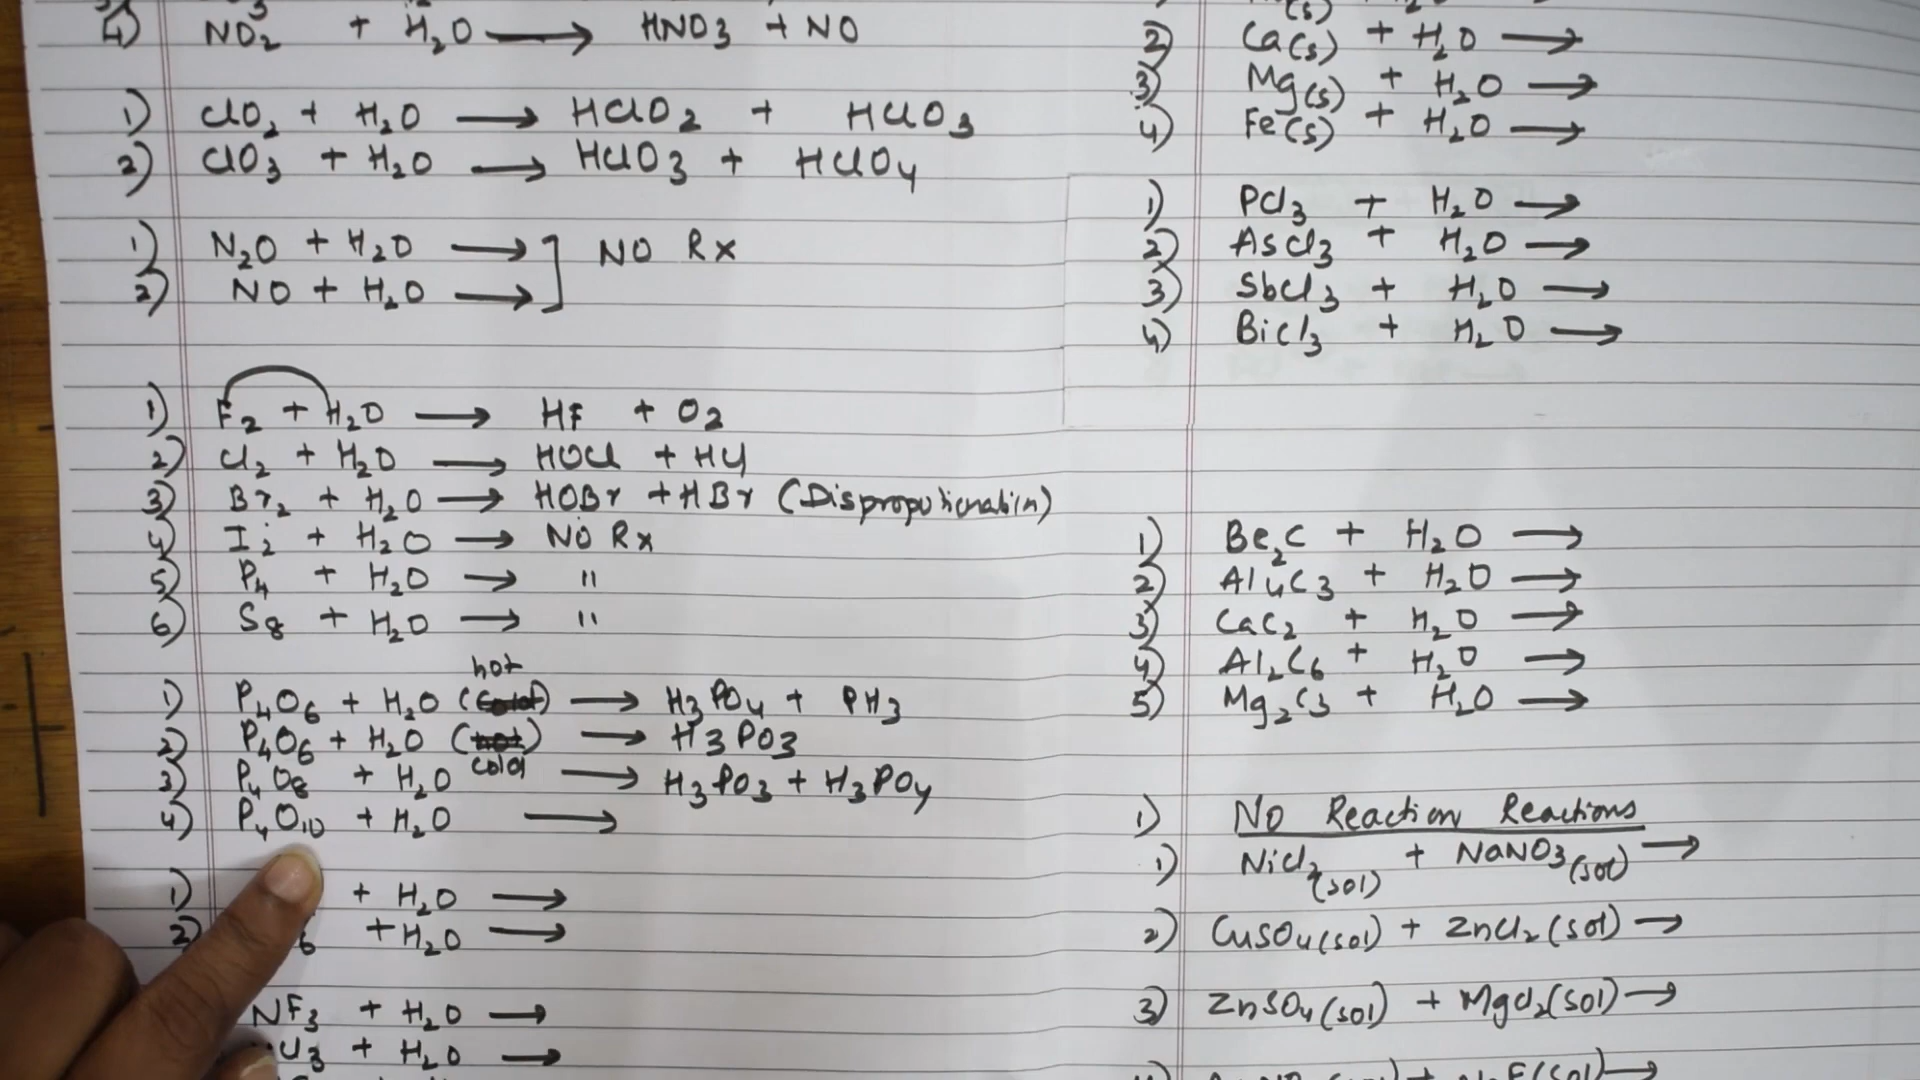 4) NO₂ + H₂O ⟶ HNO₃ + NO
1) ClO₂ + H₂O ⟶ HClO₂ + HClO₃
2) ClO₃ + H₂O ⟶ HClO₃ + HClO₄
1) N₂O + H₂O ⟶ ] NO Rx
2) NO + H₂O ⟶
1) F₂ + H₂O ⟶ HF + O₂
2) Cl₂ + H₂O ⟶ HOCl + HCl
3) Br₂ + H₂O ⟶ HOBr + HBr (Disproportionation)
4) I₂ + H₂O ⟶ NO Rx
5) P₄ + H₂O ⟶ "
6) S₈ + H₂O ⟶ "
1) P₄O₆ + H₂O (hot) ⟶ H₃PO₄ + PH₃
2) P₄O₆ + H₂O (cold) ⟶ H₃PO₃
3) P₄O₈ + H₂O ⟶ H₃PO₃ + H₃PO₄
4) P₄O₁₀ + H₂O ⟶
1) + H₂O ⟶
2) 6 + H₂O ⟶
NF₃ + H₂O ⟶
Cl₃ + H₂O ⟶
(s)
2) Ca(s) + H₂O ⟶
3) Mg(s) + H₂O ⟶
4) Fe(s) + H₂O ⟶
1) PCl₃ + H₂O ⟶
2) AsCl₃ + H₂O ⟶
3) SbCl₃ + H₂O ⟶
4) BiCl₃ + H₂O ⟶
1) Be₂C + H₂O ⟶
2) Al₄C₃ + H₂O ⟶
3) CaC₂ + H₂O ⟶
4) Al₂C₆ + H₂O ⟶
5) Mg₂C₃ + H₂O ⟶
1) No Reaction Reactions
1) NiCl₂(sol) + NaNO₃(sol) ⟶
2) CuSO₄(sol) + ZnCl₂(sol) ⟶
3) ZnSO₄(sol) + MgCl₂(sol) ⟶